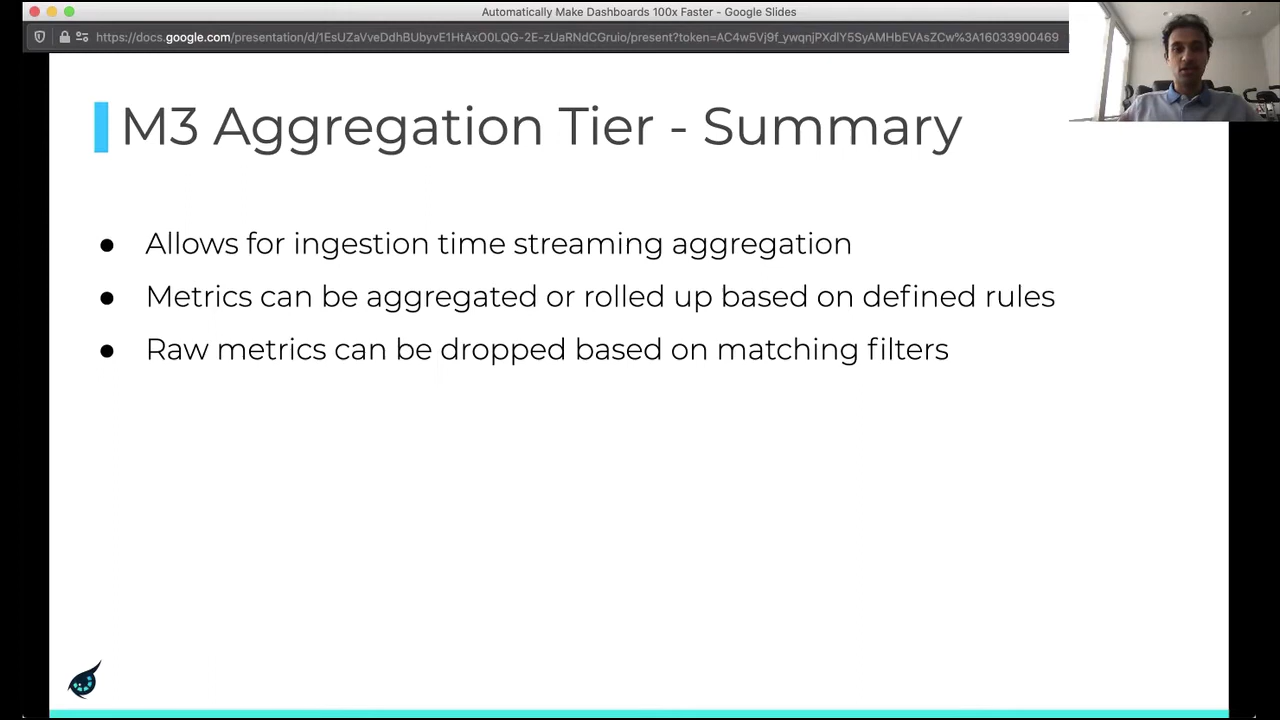 Automatically Make Dashboards 100x Faster - Google Slides
https://docs.google.com/presentation/d/1EsUZaVveDdhBUbyvE1HtAxO0LQG-2E-zUaRNdCGruio/present?token=AC4w5Vj9f_ywqnjPXdlY5SyAMHbEVAsZCw%3A16033900469
M3 Aggregation Tier - Summary
● Allows for ingestion time streaming aggregation
● Metrics can be aggregated or rolled up based on defined rules
● Raw metrics can be dropped based on matching filters